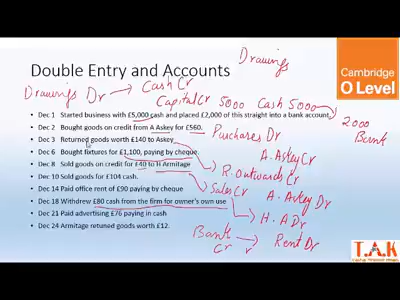 Drawings
Cambridge
O Level
Double Entry and Accounts
Drawings Dr → Cash Cr
Capital Cr 5000 Cash 5000
2000
Bank
Dec 1 Started business with £5,000 cash and placed £2,000 of this straight into a bank account.
Dec 2 Bought goods on credit from A Askey for £560.
Purchases Dr
A. Askey Cr
Dec 3 Returned goods worth £140 to Askey
R. Outwards Cr
A. Askey Dr
Dec 6 Bought fixtures for £1,100, paying by cheque.
Dec 8 Sold goods on credit for £40 to H Armitage
Sales Cr
H. A Dr
Dec 10 Sold goods for £104 cash.
Dec 14 Paid office rent of £90 paying by cheque
Bank Cr → Rent Dr
Dec 18 Withdrew £80 cash from the firm for owner's own use
Dec 21 Paid advertising £76 paying in cash
Dec 24 Armitage retuned goods worth £12.
T.A.K